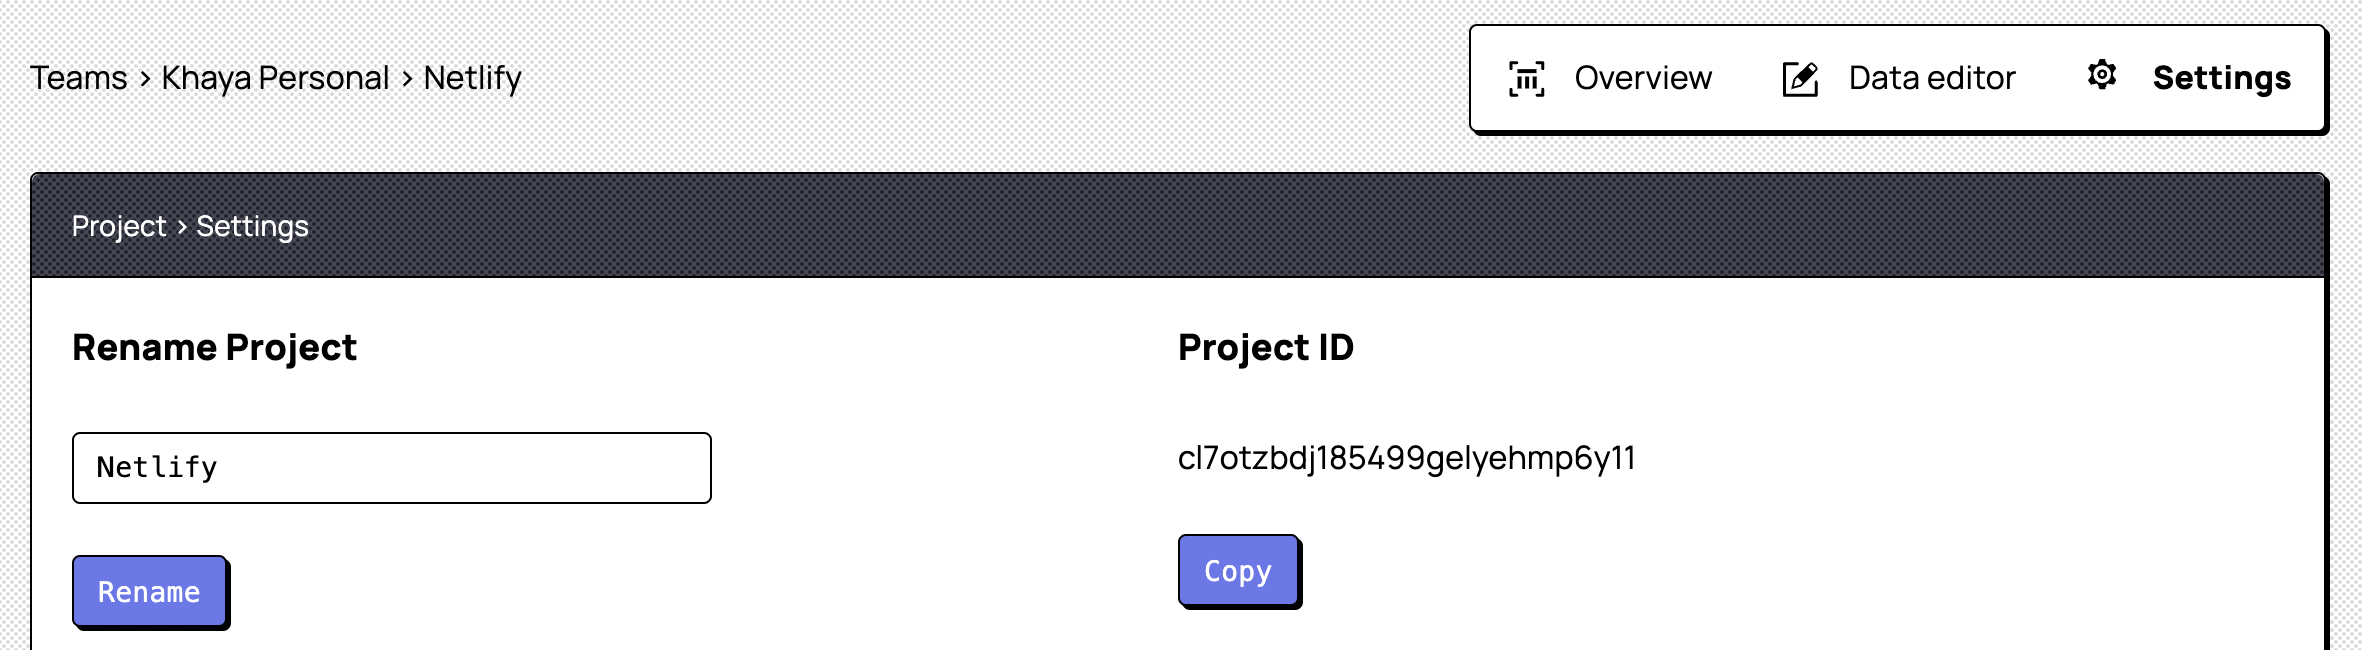 Teams > Khaya Personal > Netlify
Overview
Data editor
Settings
Project > Settings
Rename Project
Netlify
Rename
Project ID
cl7otzbdj185499gelyehmp6y11
Copy